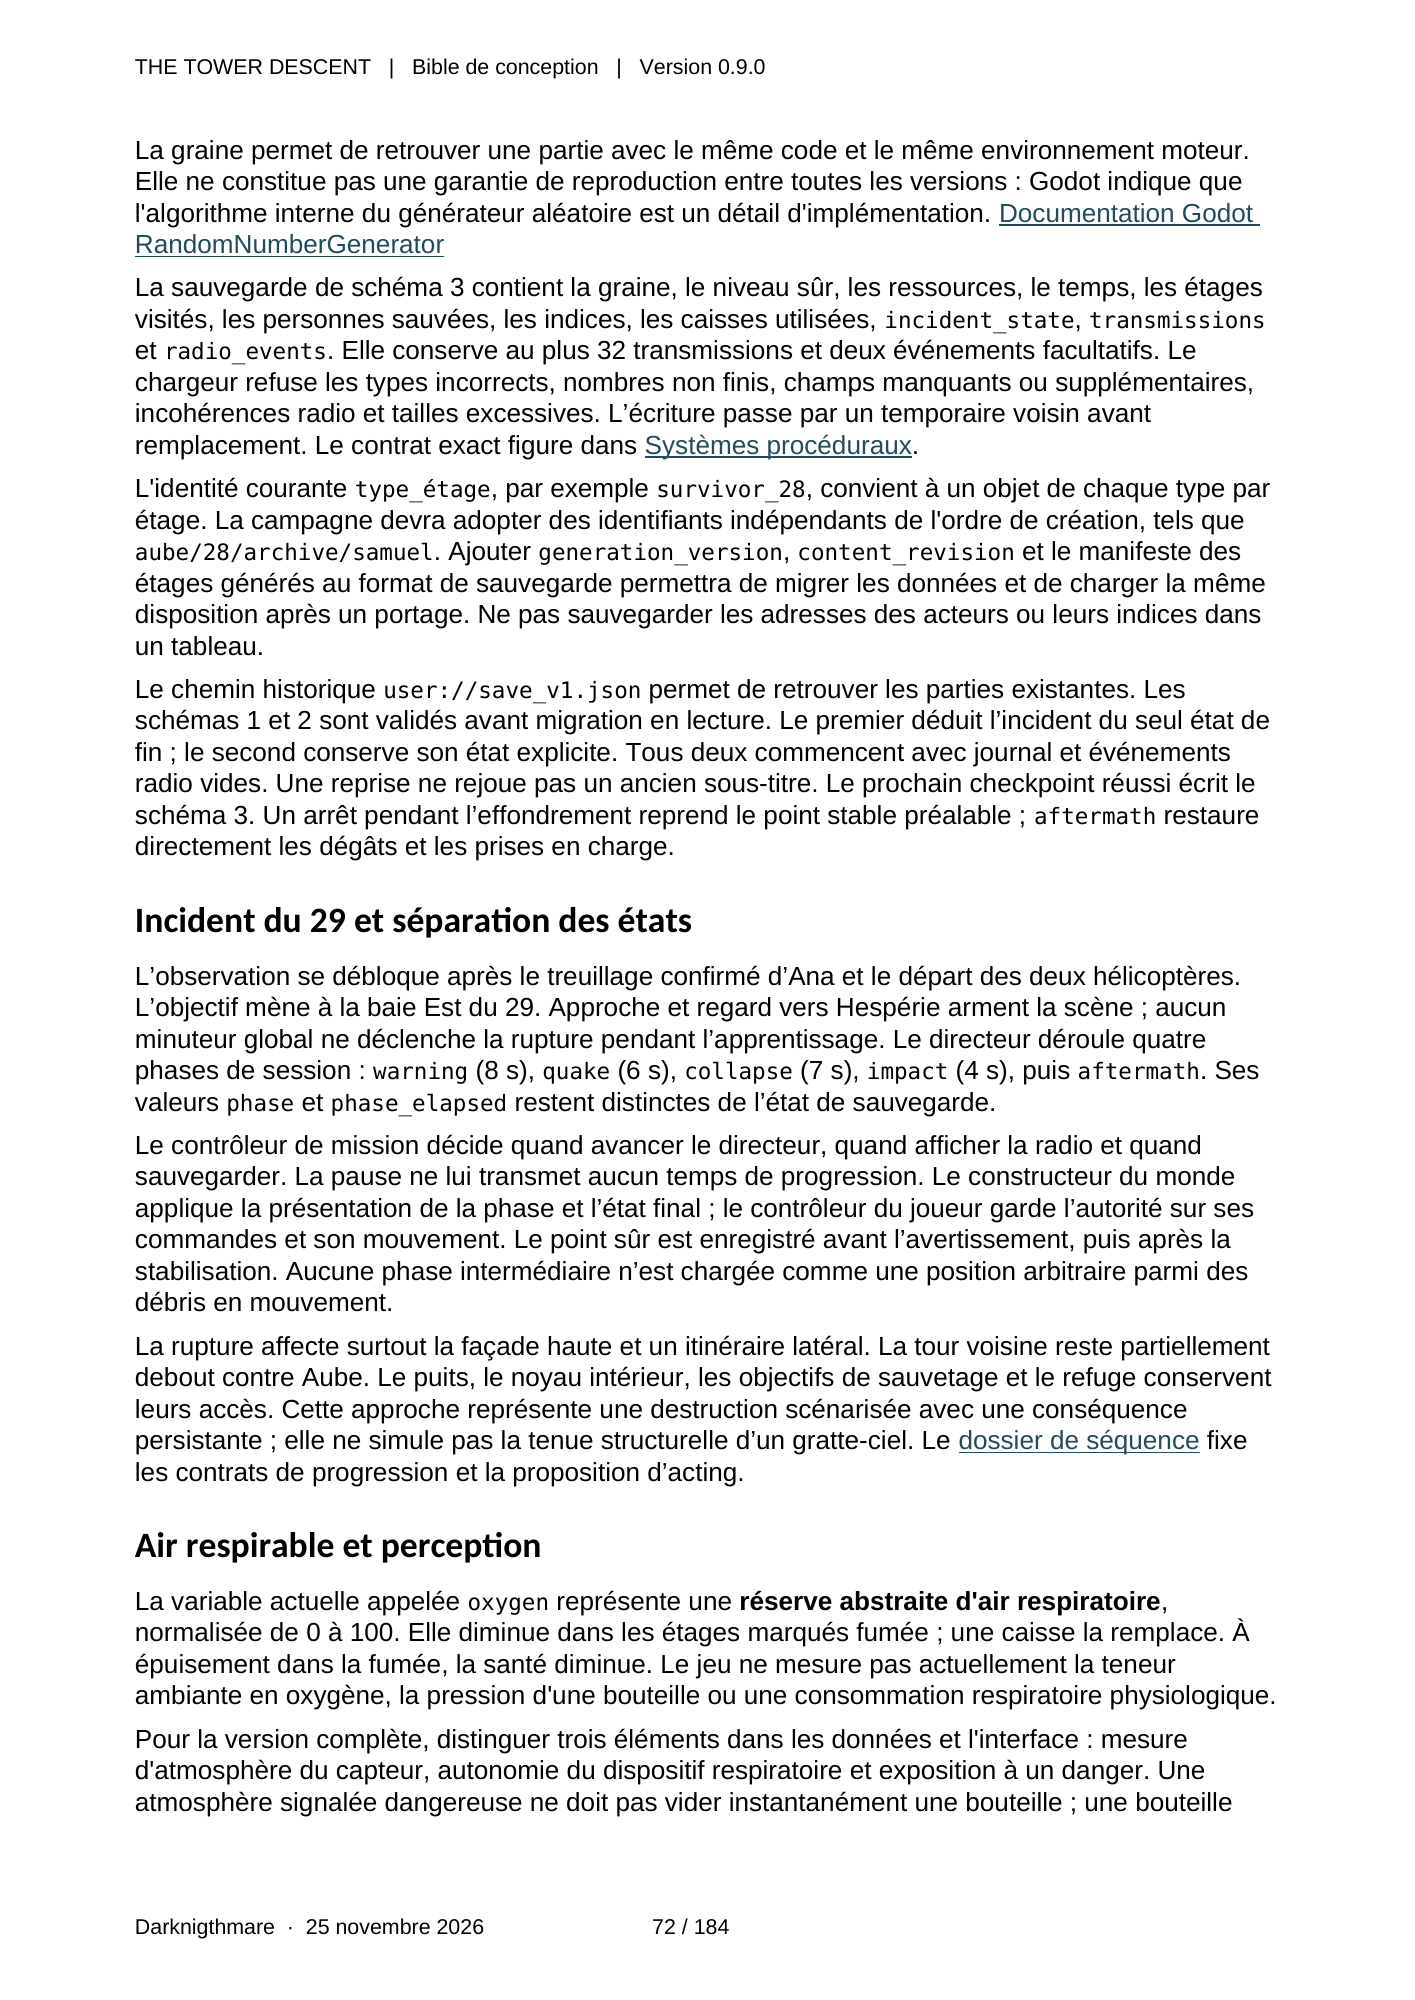 THE TOWER DESCENT | Bible de conception | Version 0.9.0
La graine permet de retrouver une partie avec le même code et le même environnement moteur.
Elle ne constitue pas une garantie de reproduction entre toutes les versions : Godot indique que
l'algorithme interne du générateur aléatoire est un détail d'implémentation. Documentation Godot
RandomNumberGenerator
La sauvegarde de schéma 3 contient la graine, le niveau sûr, les ressources, le temps, les étages
visités, les personnes sauvées, les indices, les caisses utilisées, incident_state, transmissions
et radio_events. Elle conserve au plus 32 transmissions et deux événements facultatifs. Le
chargeur refuse les types incorrects, nombres non finis, champs manquants ou supplémentaires,
incohérences radio et tailles excessives. L’écriture passe par un temporaire voisin avant
remplacement. Le contrat exact figure dans Systèmes procéduraux.
L'identité courante type_étage, par exemple survivor_28, convient à un objet de chaque type par
étage. La campagne devra adopter des identifiants indépendants de l'ordre de création, tels que
aube/28/archive/samuel. Ajouter generation_version, content_revision et le manifeste des
étages générés au format de sauvegarde permettra de migrer les données et de charger la même
disposition après un portage. Ne pas sauvegarder les adresses des acteurs ou leurs indices dans
un tableau.
Le chemin historique user://save_v1.json permet de retrouver les parties existantes. Les
schémas 1 et 2 sont validés avant migration en lecture. Le premier déduit l’incident du seul état de
fin ; le second conserve son état explicite. Tous deux commencent avec journal et événements
radio vides. Une reprise ne rejoue pas un ancien sous-titre. Le prochain checkpoint réussi écrit le
schéma 3. Un arrêt pendant l’effondrement reprend le point stable préalable ; aftermath restaure
directement les dégâts et les prises en charge.
Incident du 29 et séparation des états
L’observation se débloque après le treuillage confirmé d’Ana et le départ des deux hélicoptères.
L’objectif mène à la baie Est du 29. Approche et regard vers Hespérie arment la scène ; aucun
minuteur global ne déclenche la rupture pendant l’apprentissage. Le directeur déroule quatre
phases de session : warning (8 s), quake (6 s), collapse (7 s), impact (4 s), puis aftermath. Ses
valeurs phase et phase_elapsed restent distinctes de l’état de sauvegarde.
Le contrôleur de mission décide quand avancer le directeur, quand afficher la radio et quand
sauvegarder. La pause ne lui transmet aucun temps de progression. Le constructeur du monde
applique la présentation de la phase et l’état final ; le contrôleur du joueur garde l’autorité sur ses
commandes et son mouvement. Le point sûr est enregistré avant l’avertissement, puis après la
stabilisation. Aucune phase intermédiaire n’est chargée comme une position arbitraire parmi des
débris en mouvement.
La rupture affecte surtout la façade haute et un itinéraire latéral. La tour voisine reste partiellement
debout contre Aube. Le puits, le noyau intérieur, les objectifs de sauvetage et le refuge conservent
leurs accès. Cette approche représente une destruction scénarisée avec une conséquence
persistante ; elle ne simule pas la tenue structurelle d’un gratte-ciel. Le dossier de séquence fixe
les contrats de progression et la proposition d’acting.
Air respirable et perception
La variable actuelle appelée oxygen représente une réserve abstraite d'air respiratoire,
normalisée de 0 à 100. Elle diminue dans les étages marqués fumée ; une caisse la remplace. À
épuisement dans la fumée, la santé diminue. Le jeu ne mesure pas actuellement la teneur
ambiante en oxygène, la pression d'une bouteille ou une consommation respiratoire physiologique.
Pour la version complète, distinguer trois éléments dans les données et l'interface : mesure
d'atmosphère du capteur, autonomie du dispositif respiratoire et exposition à un danger. Une
atmosphère signalée dangereuse ne doit pas vider instantanément une bouteille ; une bouteille
Darknigthmare · 25 novembre 2026 72 / 184